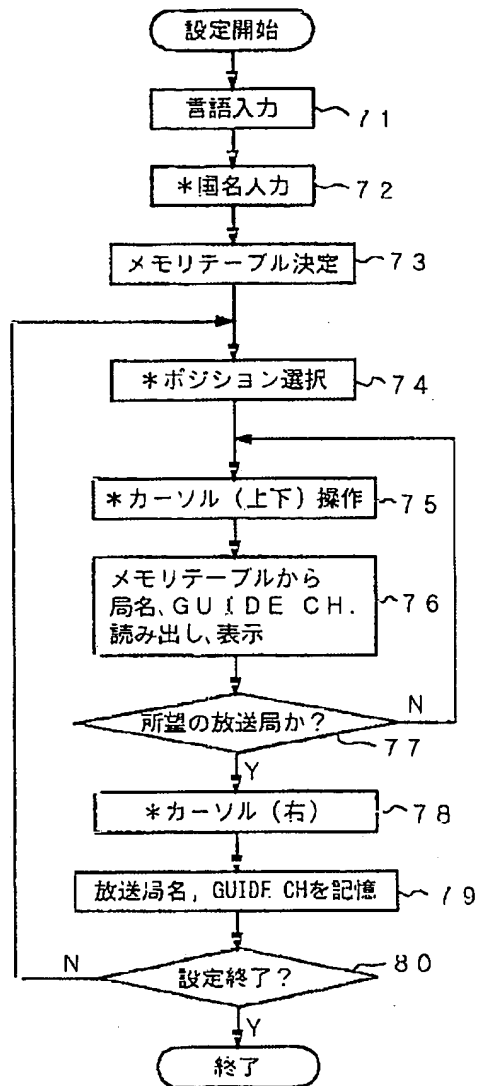 設定開始
言語入力
71
*国名入力
72
メモリテーブル決定
73
*ポジション選択
74
*カーソル（上下）操作
75
メモリテーブルから
局名、GUIDE CH.
読み出し、表示
76
所望の放送局か？
N
77
Y
*カーソル（右）
78
放送局名, GUIDE CHを記憶
79
N
設定終了？
80
Y
終了